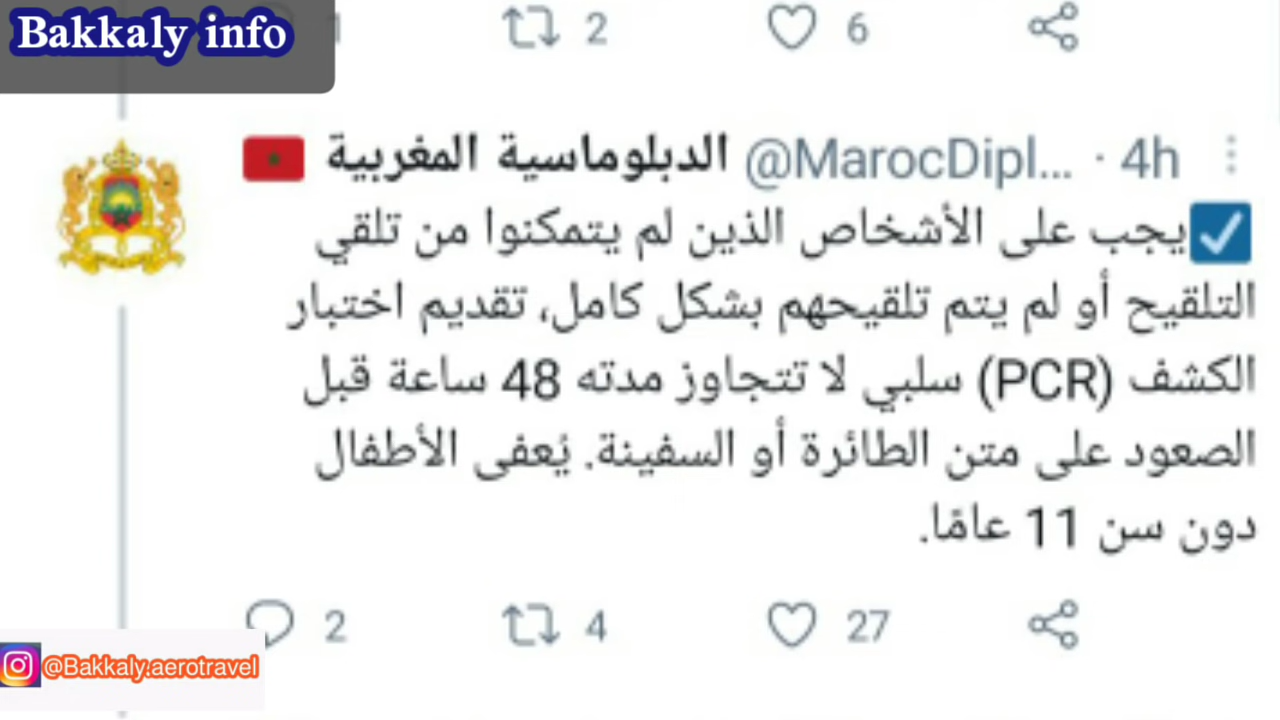 Bakkaly info
1 2 6
الدبلوماسية المغربية @MarocDipl... · 4h
يجب على الأشخاص الذين لم يتمكنوا من تلقي
التلقيح أو لم يتم تلقيحهم بشكل كامل، تقديم اختبار
الكشف (PCR) سلبي لا تتجاوز مدته 48 ساعة قبل
الصعود على متن الطائرة أو السفينة. يُعفى الأطفال
دون سن 11 عامًا.
2 4 27
@Bakkaly.aerotravel